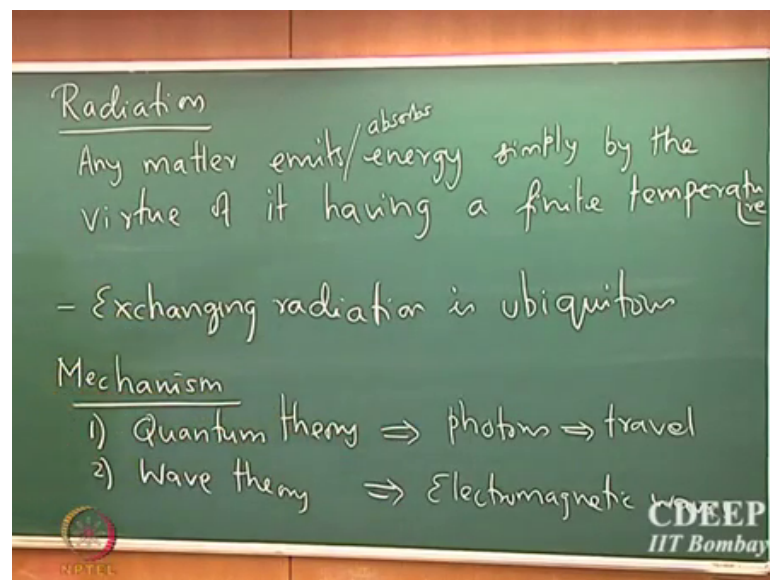 Radiation
absorbs
Any matter emits/energy simply by the
virtue of it having a finite temperature
- Exchanging radiation is ubiquitous
Mechanism
1) Quantum theory ⇒ photons ⇒ travel
2) Wave theory ⇒ Electromagnetic wave
CDEEP
IIT Bombay
NPTEL